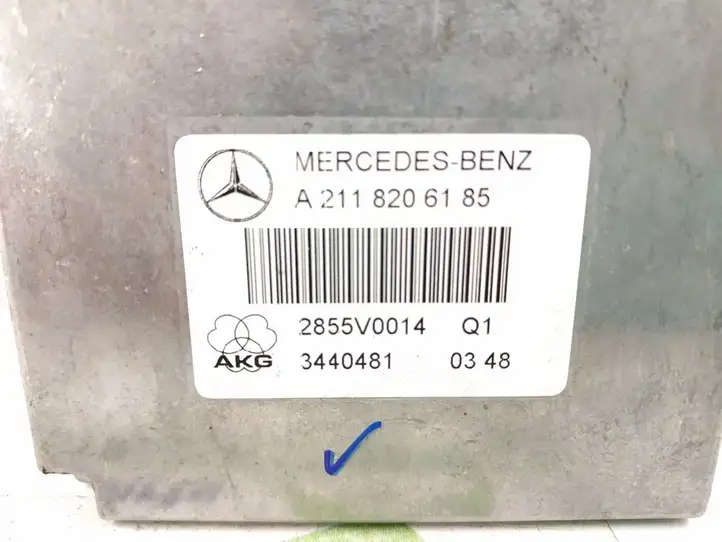 MERCEDES-BENZ
A 211 820 61 85
2855V0014 Q1
AKG
3440481 03 48